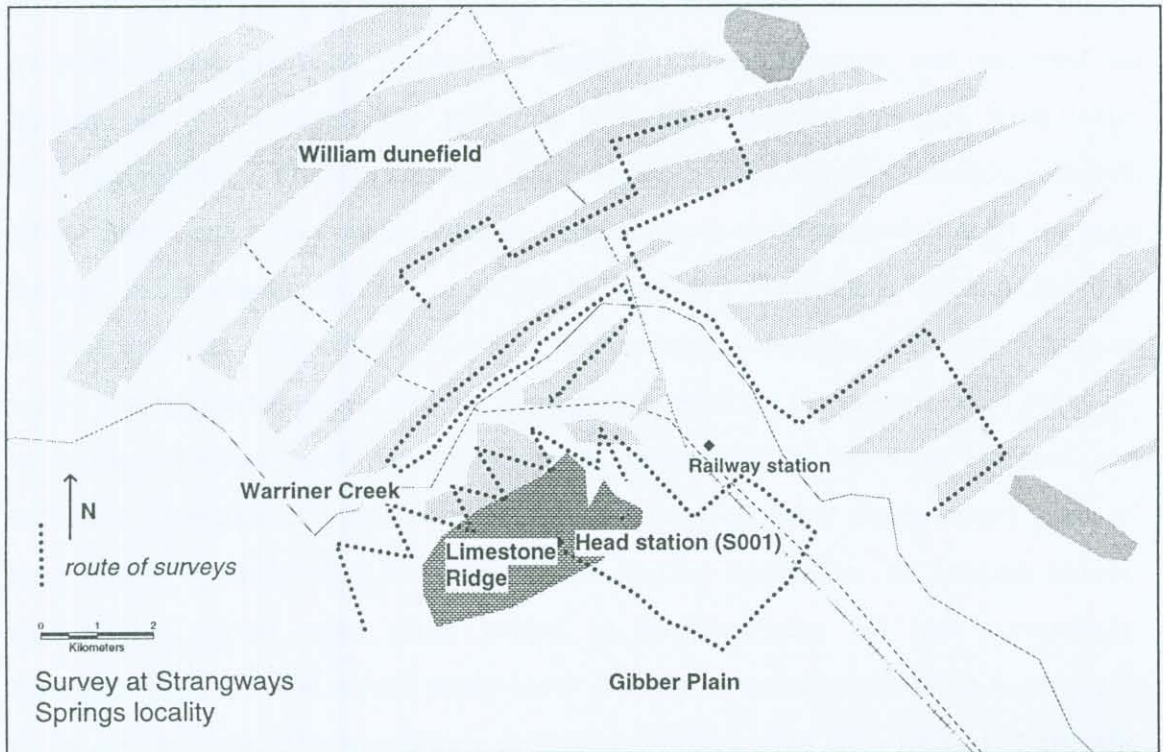 William dunefield
Railway station
Warriner Creek
N
Limestone
Ridge
Head station (S001)
route of surveys
0 1 2
Kilometers
Gibber Plain
Survey at Strangways
Springs locality